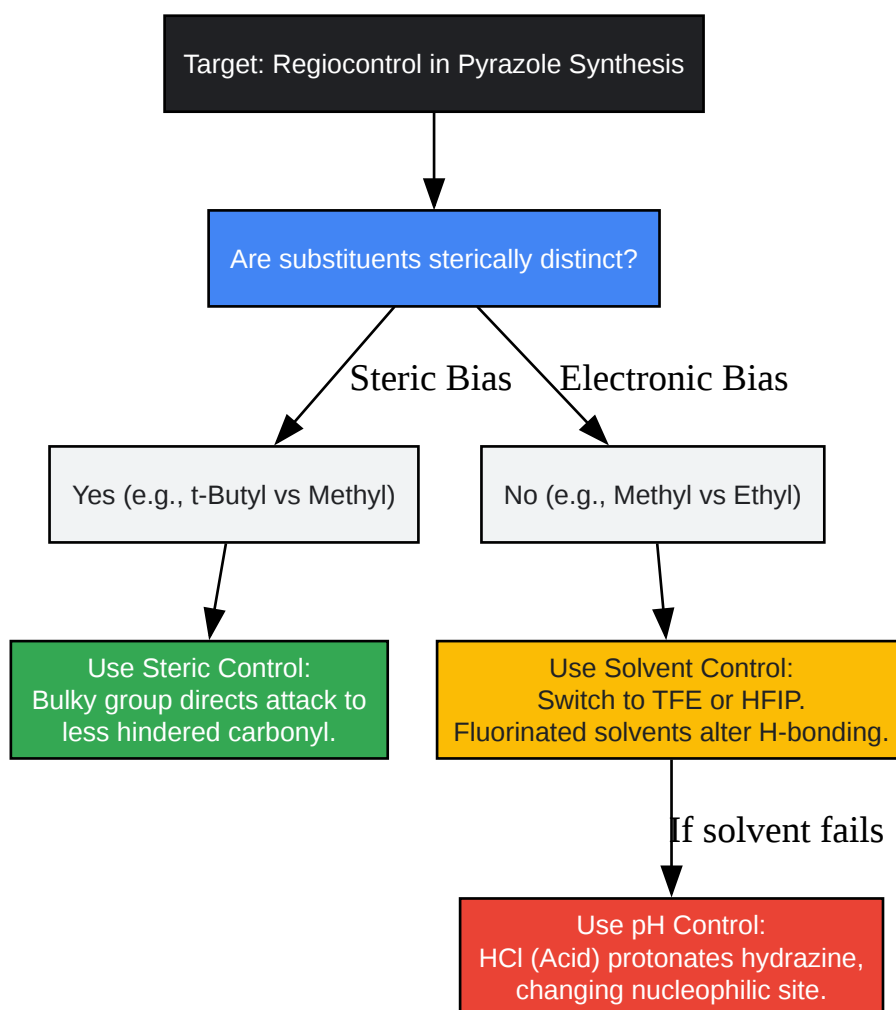 Target: Regiocontrol in Pyrazole Synthesis
Are substituents sterically distinct?
Steric Bias
Electronic Bias
Yes (e.g., t-Butyl vs Methyl)
No (e.g., Methyl vs Ethyl)
Use Steric Control:
Bulky group directs attack to
less hindered carbonyl.
Use Solvent Control:
Switch to TFE or HFIP.
Fluorinated solvents alter H-bonding.
If solvent fails
Use pH Control:
HCl (Acid) protonates hydrazine,
changing nucleophilic site.